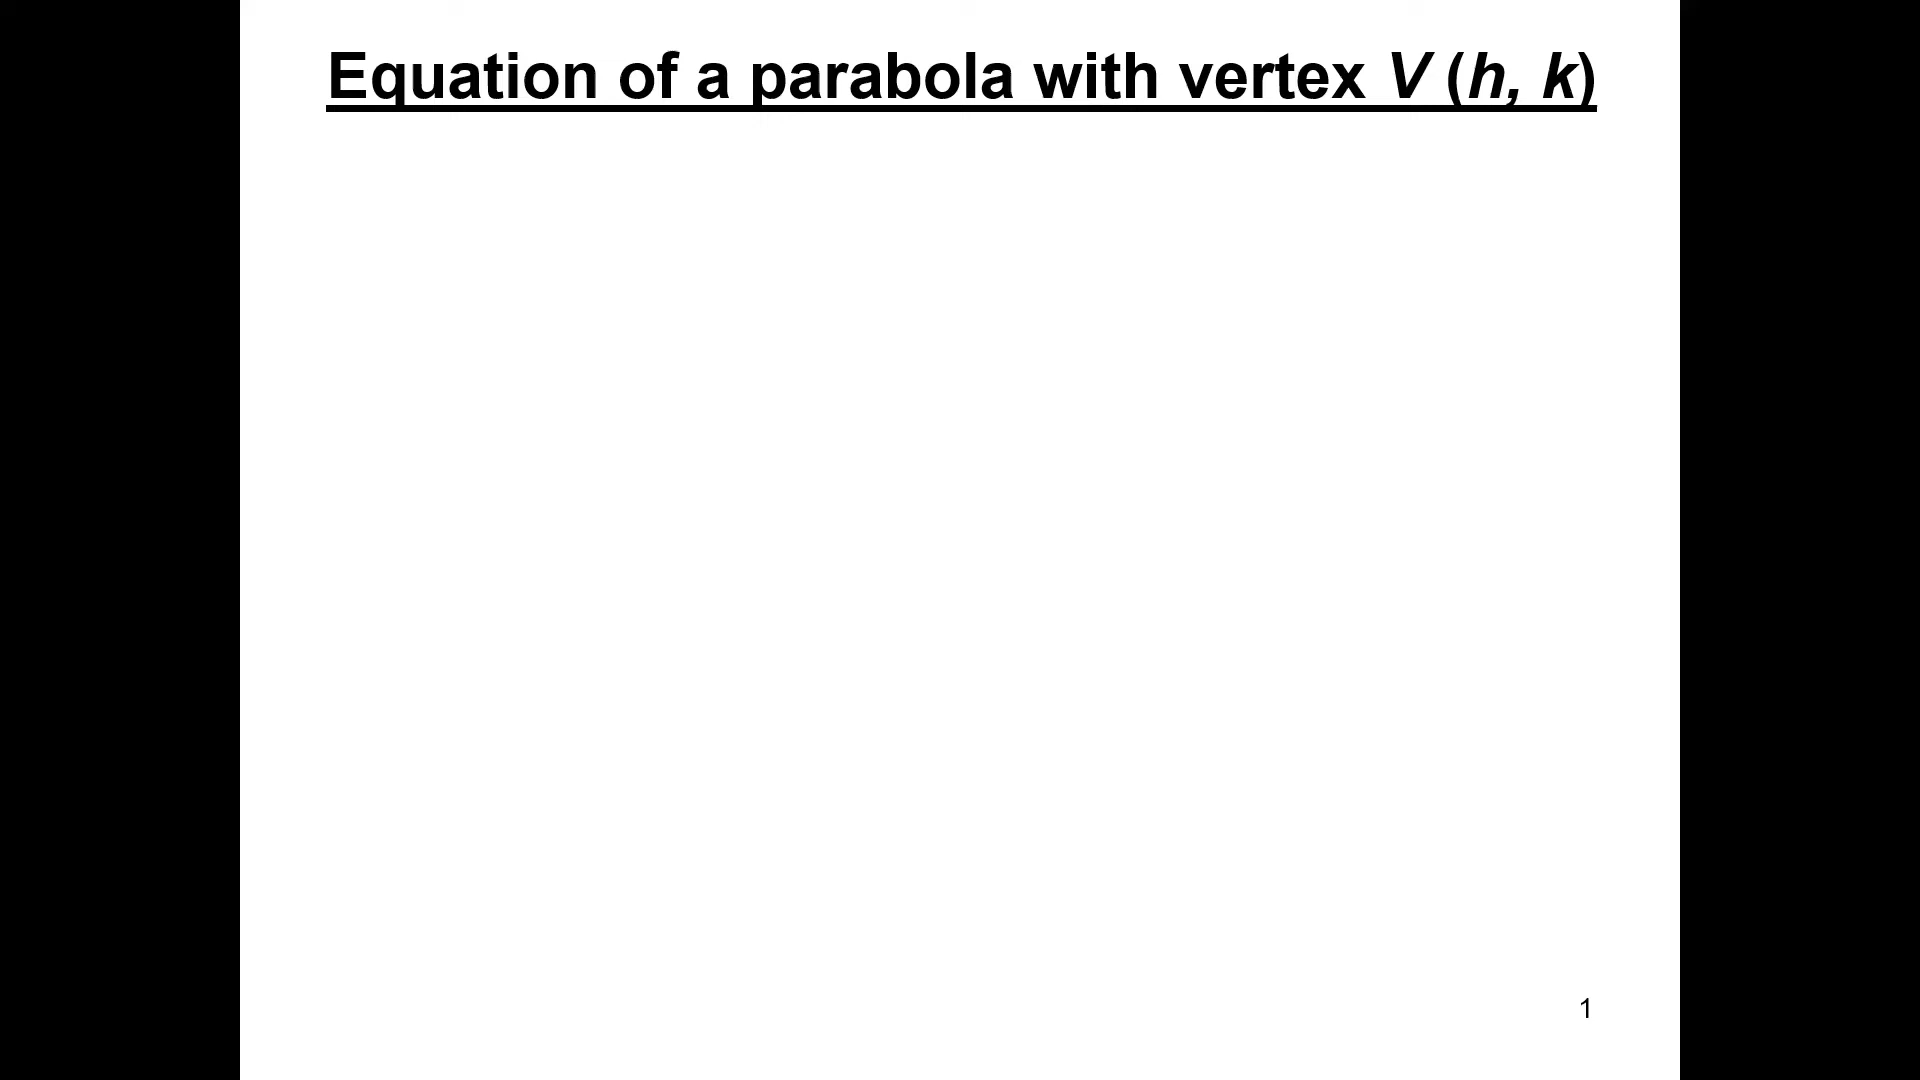 Equation of a parabola with vertex V (h, k)
1